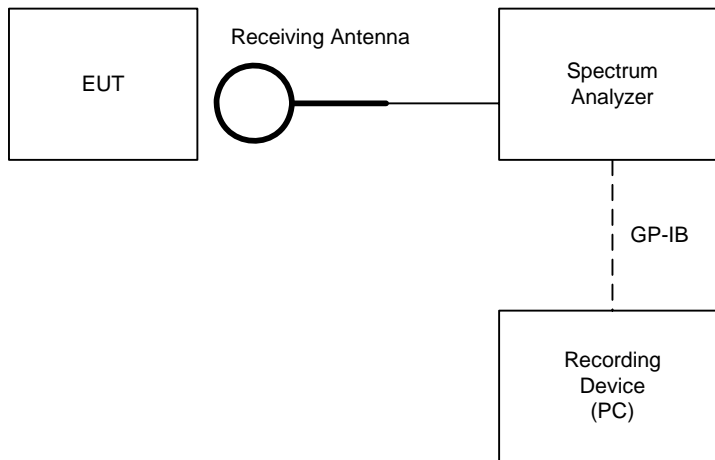 Receiving Antenna
EUT
Spectrum
Analyzer
GP-IB
Recording
Device
(PC)